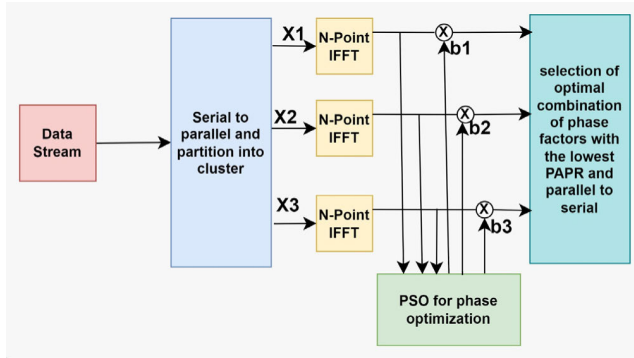 Data
Stream
Serial to
parallel and
partition into
cluster
X1
N-Point
IFFT
X
b1
X2
N-Point
IFFT
X
b2
X3
N-Point
IFFT
X
b3
selection of
optimal
combination
of phase
factors with
the lowest
PAPR and
parallel to
serial
PSO for phase
optimization